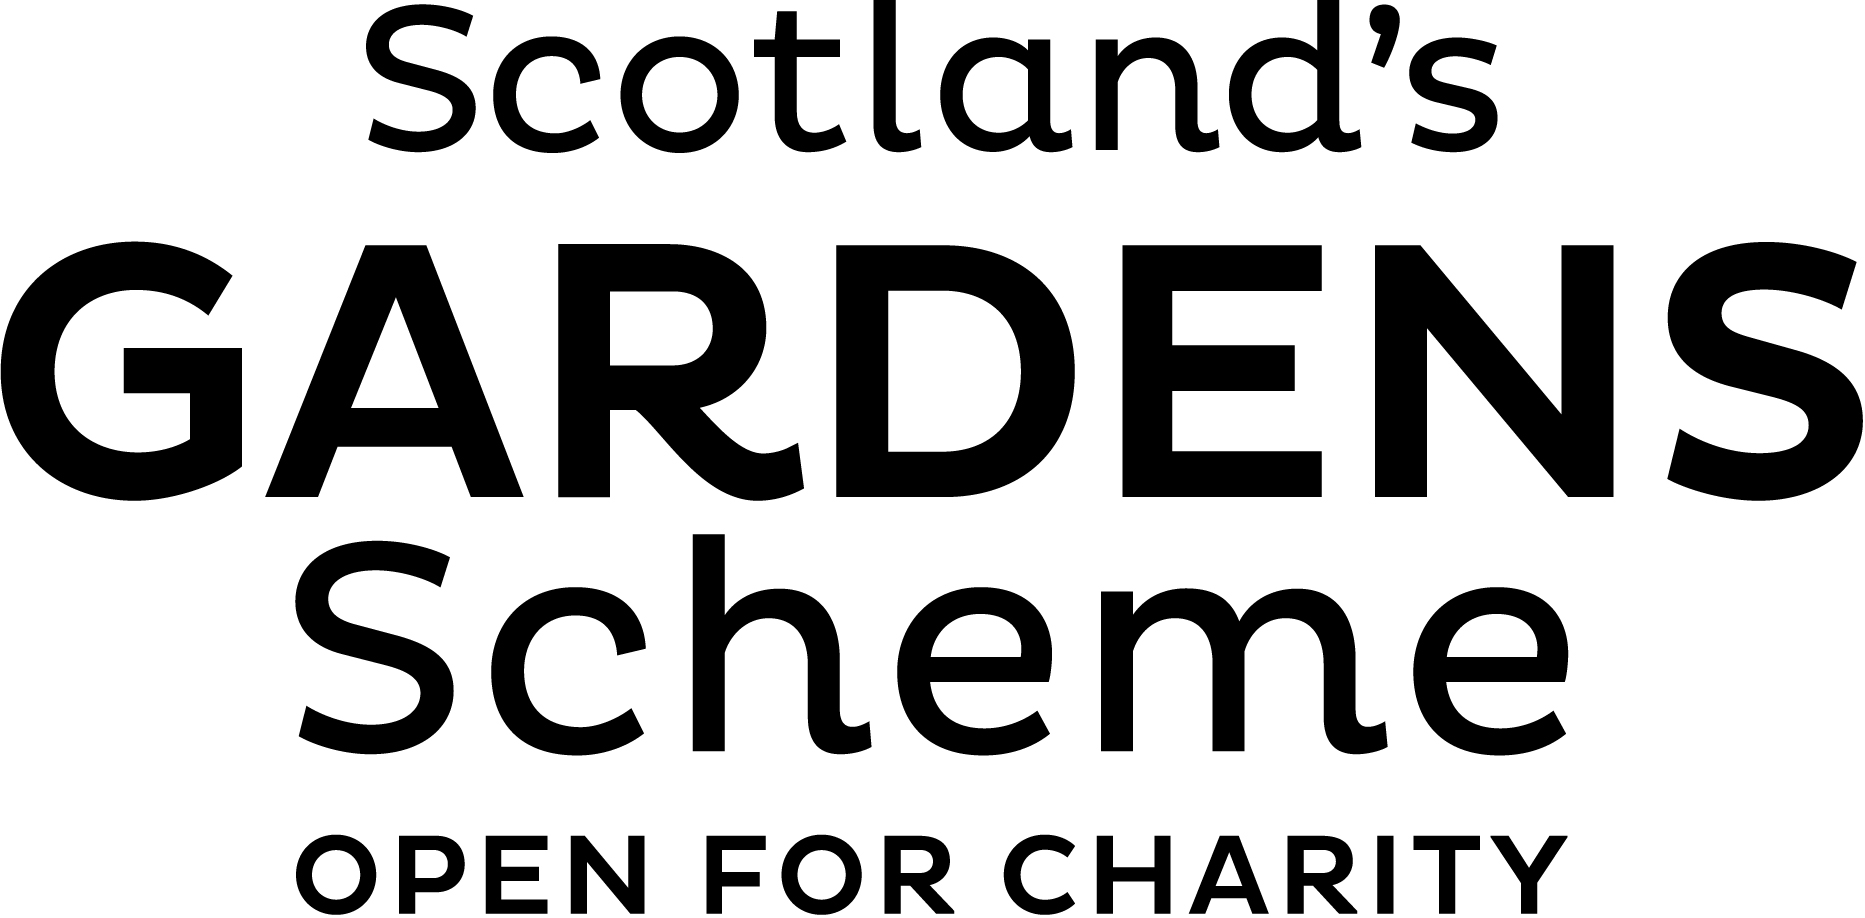 Scotland’s
GARDENS
Scheme
OPEN FOR CHARITY